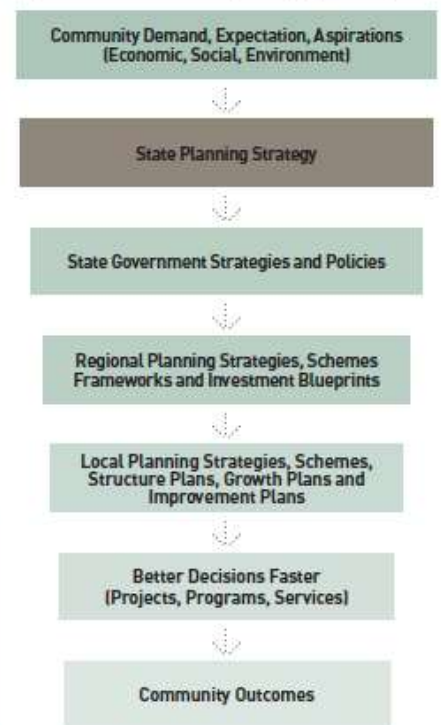 Community Demand, Expectation, Aspirations
(Economic, Social, Environment)
State Planning Strategy
State Government Strategies and Policies
Regional Planning Strategies, Schemes
Frameworks and Investment Blueprints
Local Planning Strategies, Schemes,
Structure Plans, Growth Plans and
Improvement Plans
Better Decisions Faster
(Projects, Programs, Services)
Community Outcomes